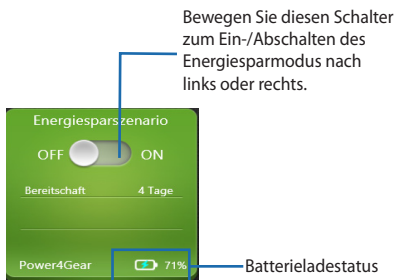 Bewegen Sie diesen Schalter
zum Ein-/Abschalten des
Energiesparmodus nach
links oder rechts.
Energiesparszenario
OFF ON
Bereitschaft 4 Tage
Power4Gear 71%
Batterieladestatus